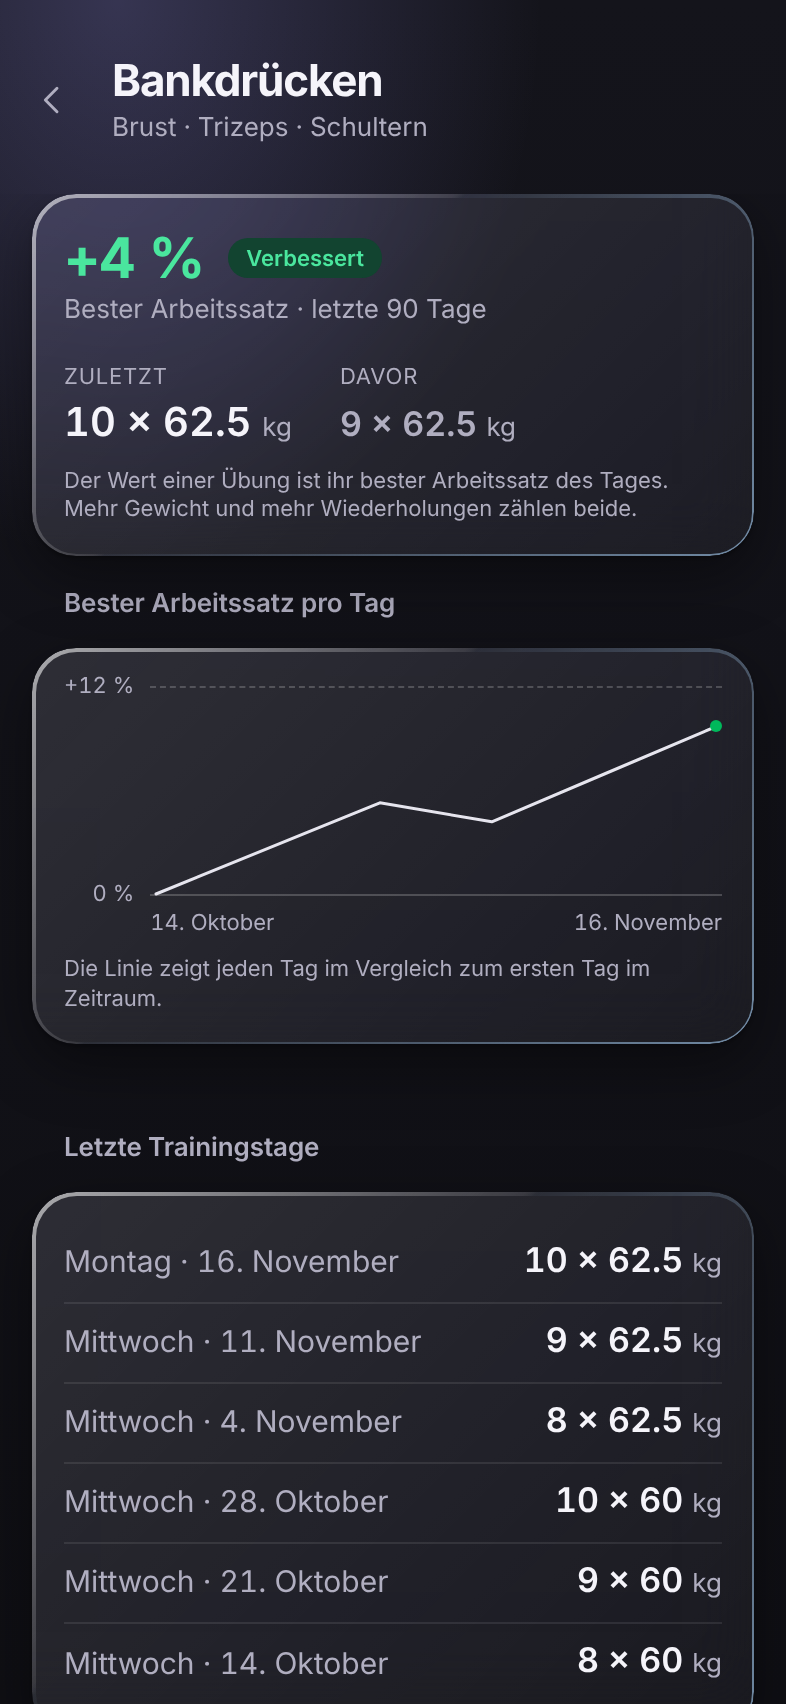 Bankdrücken
Brust · Trizeps · Schultern
+4 % Verbessert
Bester Arbeitssatz · letzte 90 Tage
ZULETZT DAVOR
10 × 62.5 kg 9 × 62.5 kg
Der Wert einer Übung ist ihr bester Arbeitssatz des Tages.
Mehr Gewicht und mehr Wiederholungen zählen beide.
Bester Arbeitssatz pro Tag
+12 %
0 %
14. Oktober 16. November
Die Linie zeigt jeden Tag im Vergleich zum ersten Tag im
Zeitraum.
Letzte Trainingstage
Montag · 16. November 10 × 62.5 kg
Mittwoch · 11. November 9 × 62.5 kg
Mittwoch · 4. November 8 × 62.5 kg
Mittwoch · 28. Oktober 10 × 60 kg
Mittwoch · 21. Oktober 9 × 60 kg
Mittwoch · 14. Oktober 8 × 60 kg